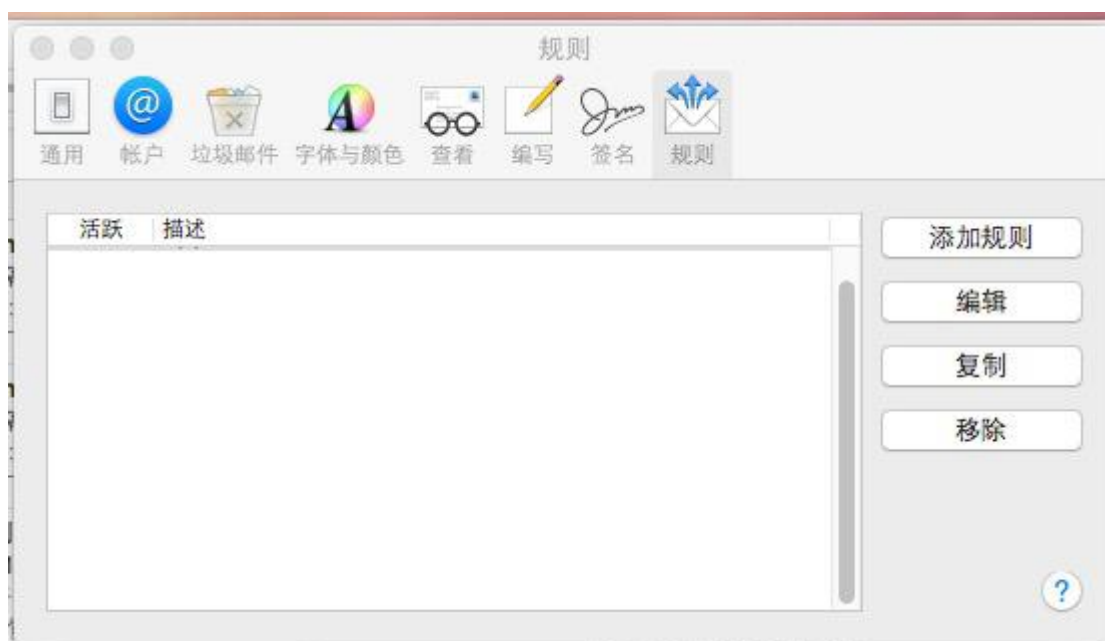 规则
通用 帐户 垃圾邮件 字体与颜色 查看 编写 签名 规则
活跃 描述
添加规则
编辑
复制
移除
?